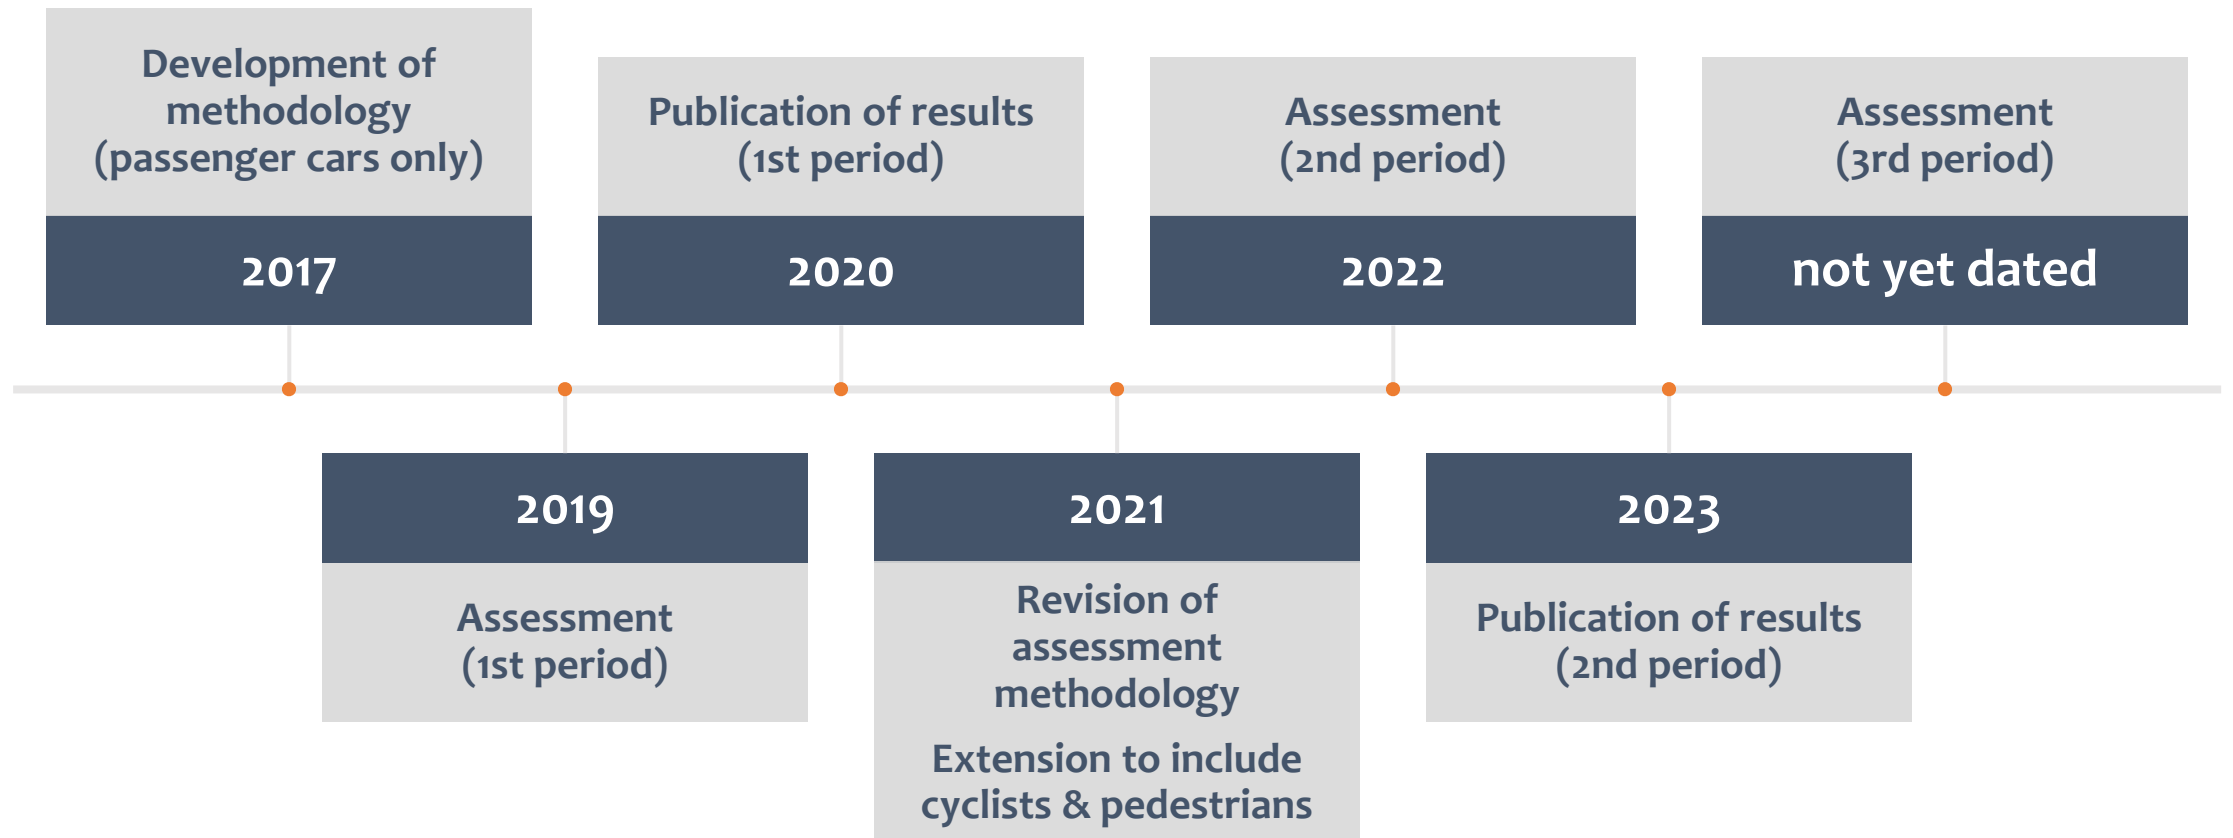 Development of
methodology
(passenger cars only)
2017
2019
Assessment
(1st period)
Publication of results
(1st period)
2020
2021
Revision of
assessment
methodology
Extension to include
cyclists & pedestrians
Assessment
(2nd period)
2022
2023
Publication of results
(2nd period)
Assessment
(3rd period)
not yet dated